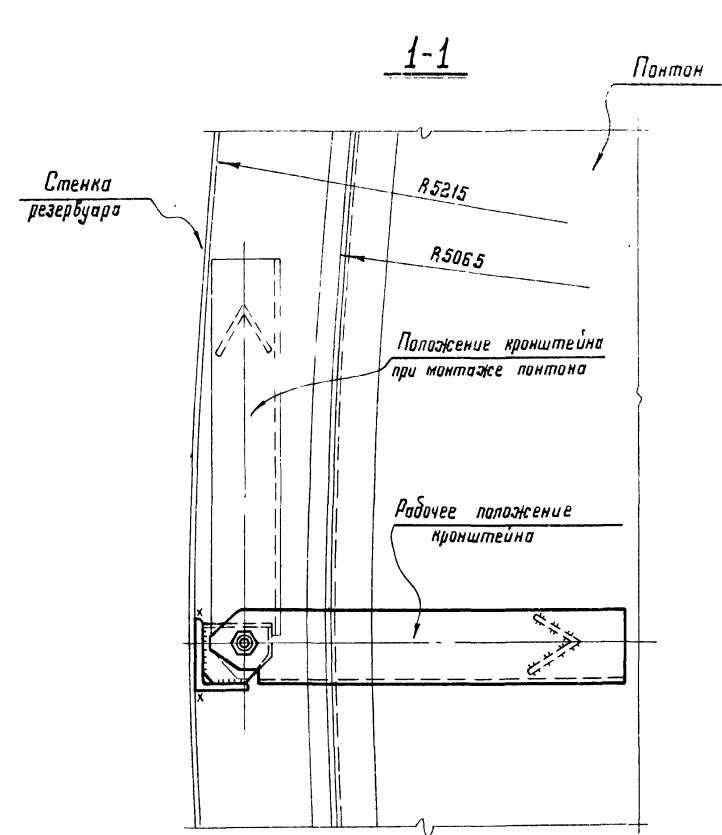 1-1
Понтон
Стенка
резервуара
R5215
R5065
Положение кронштейна
при монтаже понтона
Рабочее положение
кронштейна
x
x